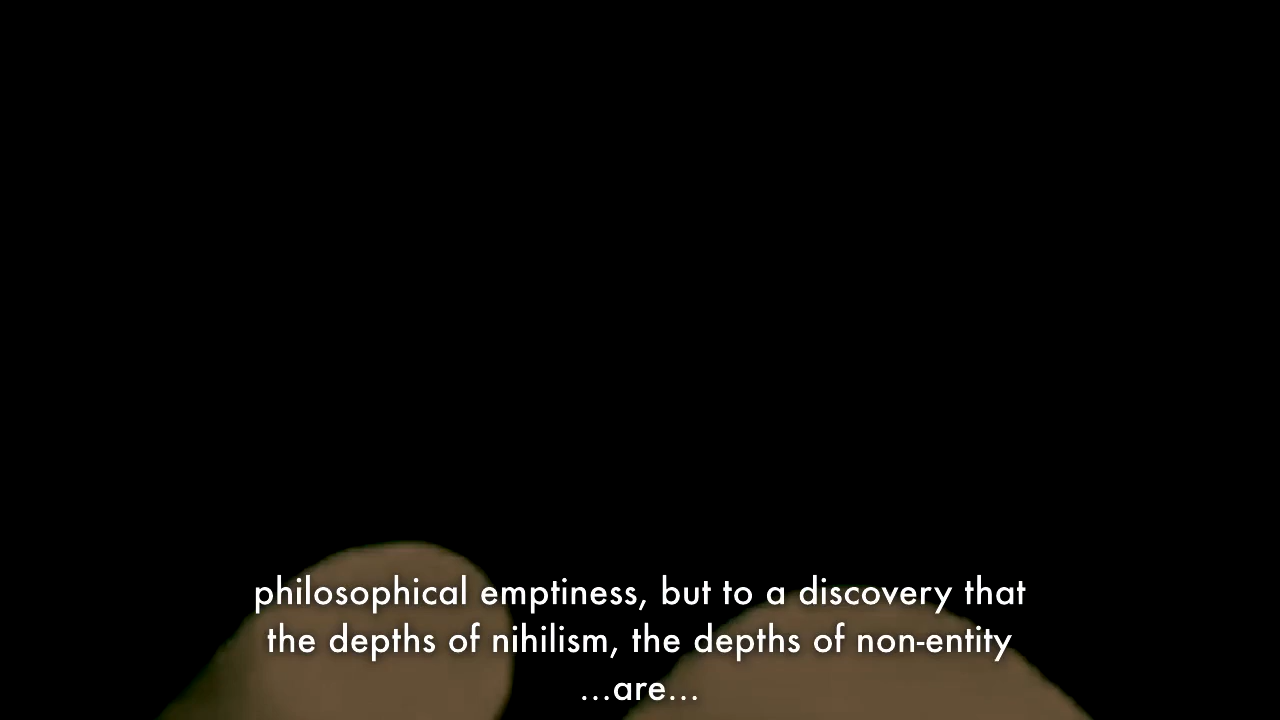 philosophical emptiness, but to a discovery that
the depths of nihilism, the depths of non-entity
...are...